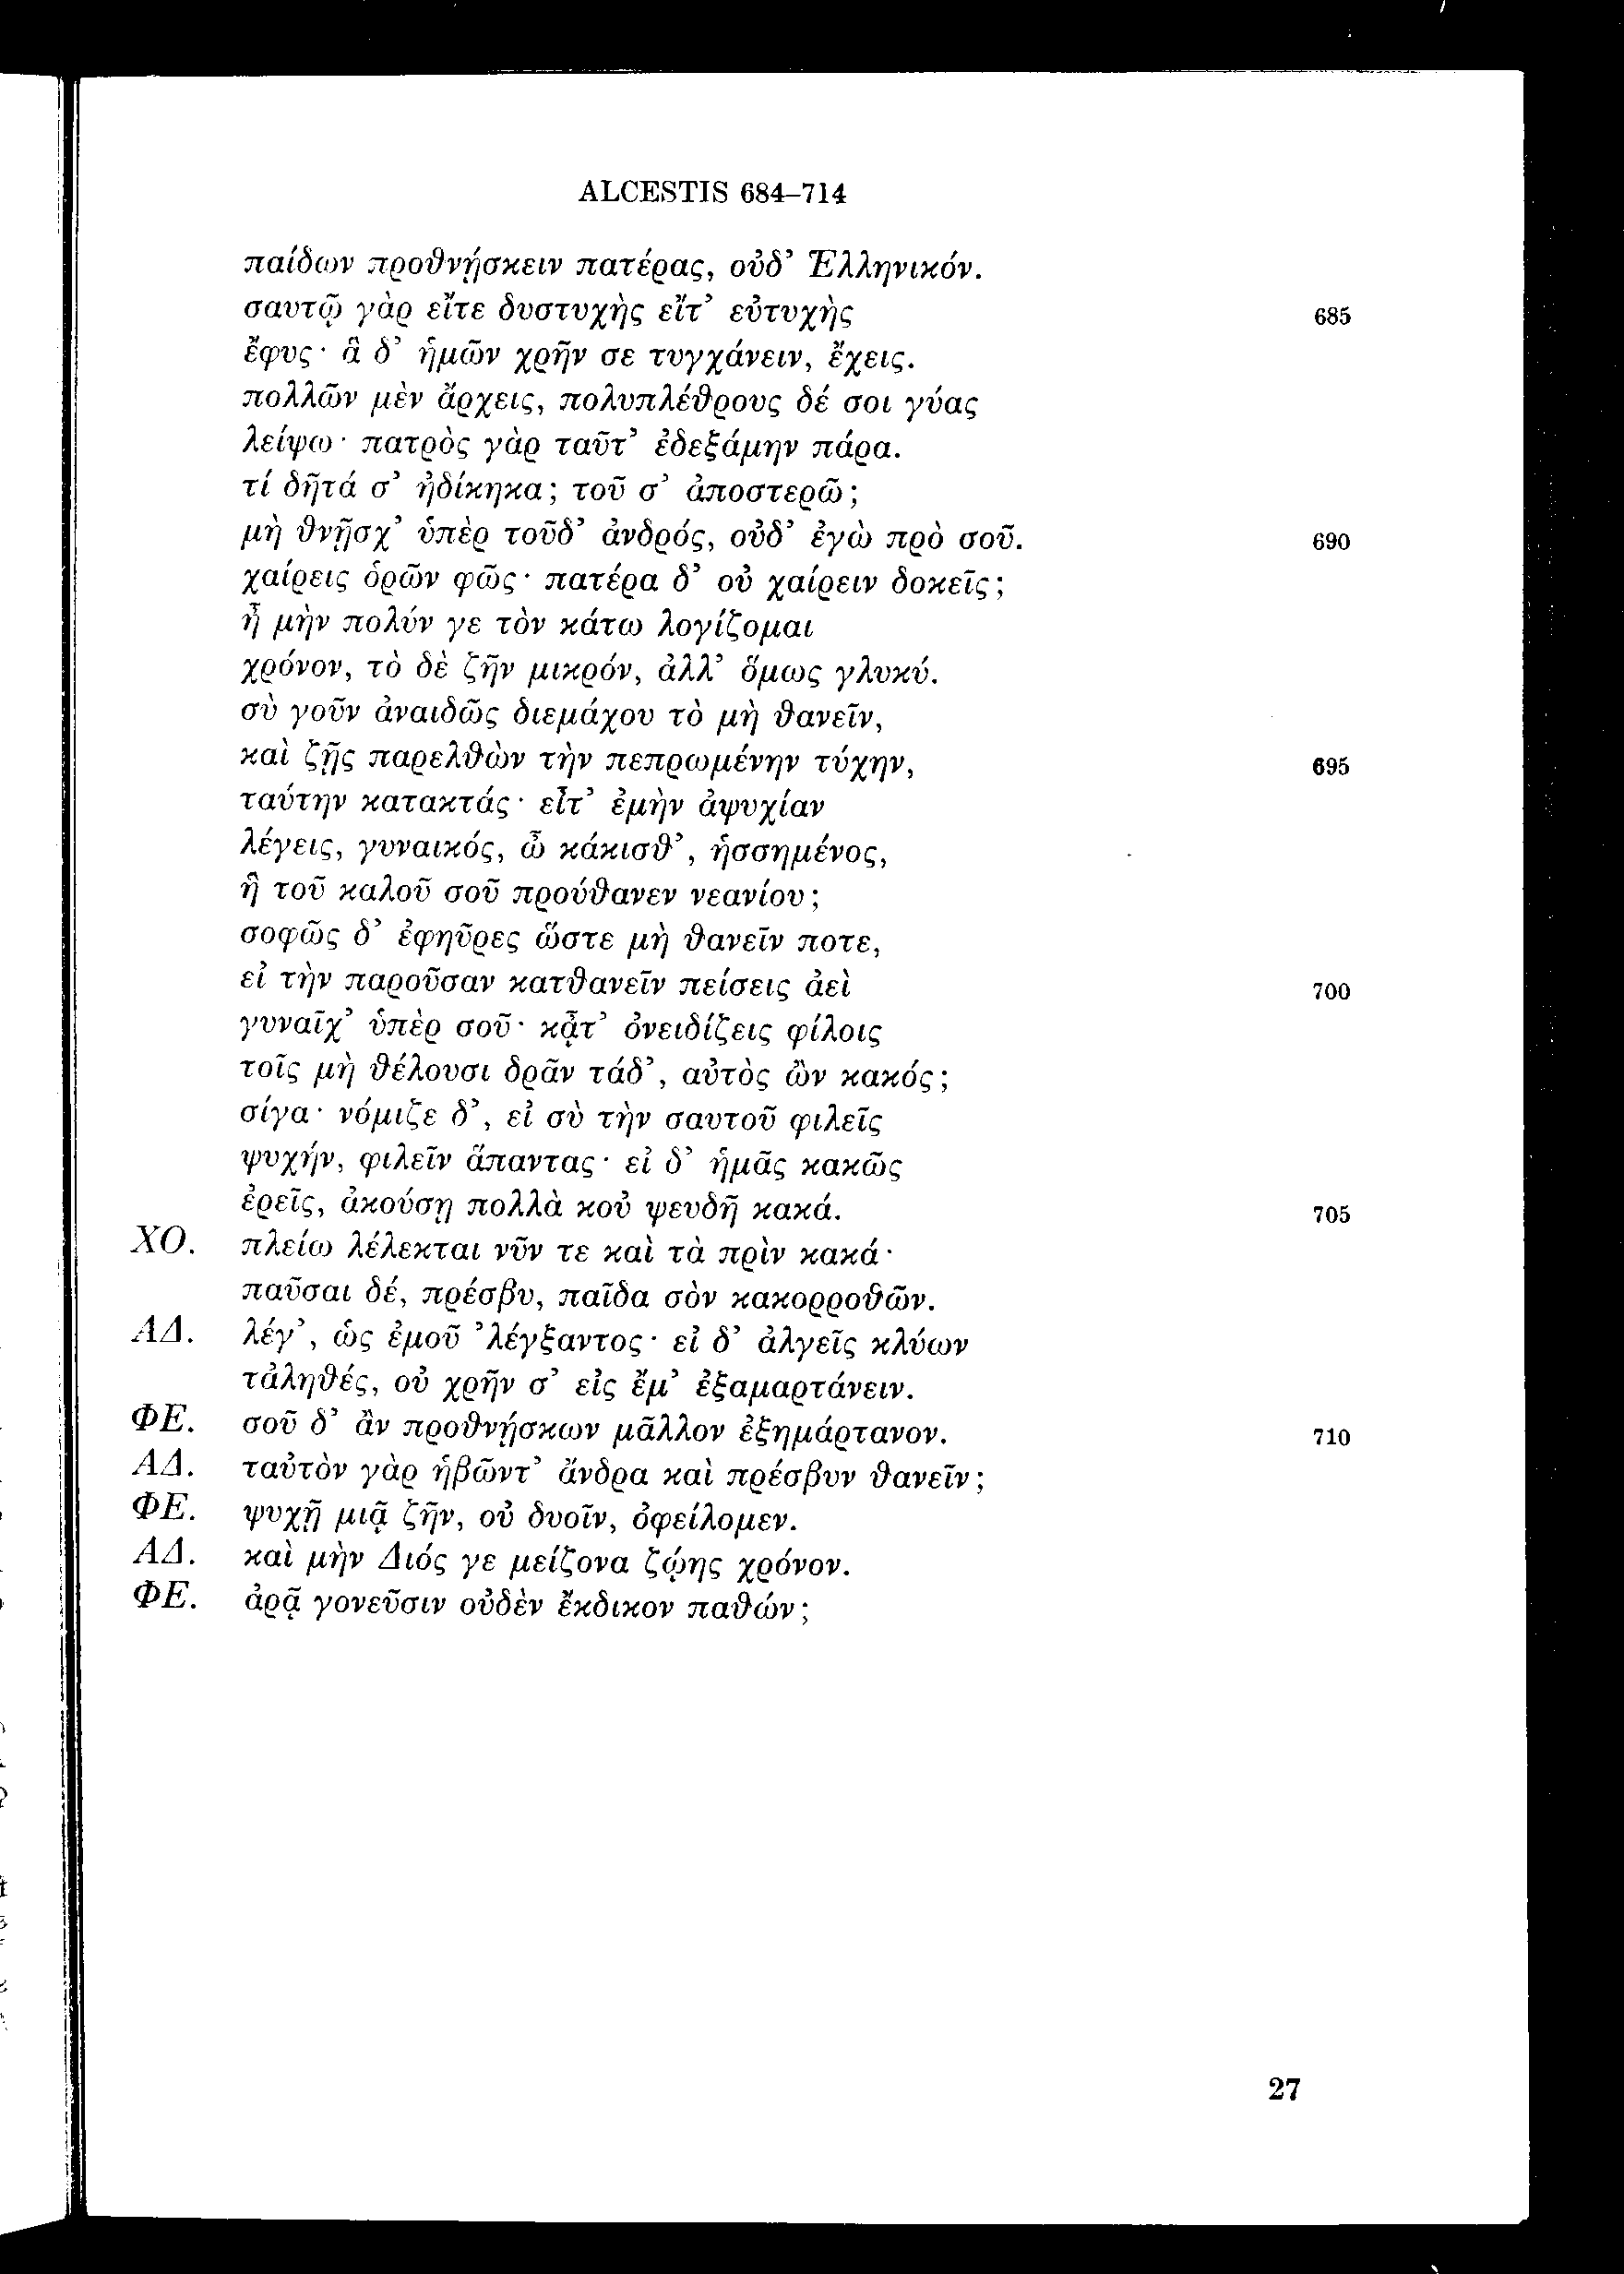 ALCESTIS 684–714
παίδων προθνῄσκειν πατέρας, οὐδ’ Ἑλληνικόν.
σαυτῷ γὰρ εἴτε δυστυχὴς εἴτ’ εὐτυχὴς 685
ἔφυς· ἃ δ’ ἡμῶν χρῆν σε τυγχάνειν, ἔχεις.
πολλῶν μὲν ἄρχεις, πολυπλέθρους δέ σοι γύας
λείψω· πατρὸς γὰρ ταῦτ’ ἐδεξάμην πάρα.
τί δῆτά σ’ ἠδίκηκα; τοῦ σ’ ἀποστερῶ;
μὴ θνῇσχ’ ὑπὲρ τοῦδ’ ἀνδρός, οὐδ’ ἐγὼ πρὸ σοῦ. 690
χαίρεις ὁρῶν φῶς· πατέρα δ’ οὐ χαίρειν δοκεῖς;
ἦ μὴν πολύν γε τὸν κάτω λογίζομαι
χρόνον, τὸ δὲ ζῆν μικρόν, ἀλλ’ ὅμως γλυκύ.
σὺ γοῦν ἀναιδῶς διεμάχου τὸ μὴ θανεῖν,
καὶ ζῇς παρελθὼν τὴν πεπρωμένην τύχην, 695
ταύτην κατακτάς· εἶτ’ ἐμὴν ἀψυχίαν
λέγεις, γυναικός, ὦ κάκισθ’, ἡσσημένος,
ἣ τοῦ καλοῦ σοῦ προύθανεν νεανίου;
σοφῶς δ’ ἐφηῦρες ὥστε μὴ θανεῖν ποτε,
εἰ τὴν παροῦσαν κατθανεῖν πείσεις ἀεὶ 700
γυναῖχ’ ὑπὲρ σοῦ· κᾆτ’ ὀνειδίζεις φίλοις
τοῖς μὴ θέλουσι δρᾶν τάδ’, αὐτὸς ὢν κακός;
σίγα· νόμιζε δ’, εἰ σὺ τὴν σαυτοῦ φιλεῖς
ψυχήν, φιλεῖν ἅπαντας· εἰ δ’ ἡμᾶς κακῶς
ἐρεῖς, ἀκούσῃ πολλὰ κοὐ ψευδῆ κακά. 705
ΧΟ. πλείω λέλεκται νῦν τε καὶ τὰ πρὶν κακά·
παῦσαι δέ, πρέσβυ, παῖδα σὸν κακορροθῶν.
ΑΔ. λέγ’, ὡς ἐμοῦ ’λέγξαντος· εἰ δ’ ἀλγεῖς κλύων
τἀληθές, οὐ χρῆν σ’ εἰς ἔμ’ ἐξαμαρτάνειν.
ΦΕ. σοῦ δ’ ἂν προθνῄσκων μᾶλλον ἐξημάρτανον. 710
ΑΔ. ταὐτὸν γὰρ ἡβῶντ’ ἄνδρα καὶ πρέσβυν θανεῖν;
ΦΕ. ψυχῇ μιᾷ ζῆν, οὐ δυοῖν, ὀφείλομεν.
ΑΔ. καὶ μὴν Διός γε μείζονα ζῴης χρόνον.
ΦΕ. ἀρᾷ γονεῦσιν οὐδὲν ἔκδικον παθών;
27